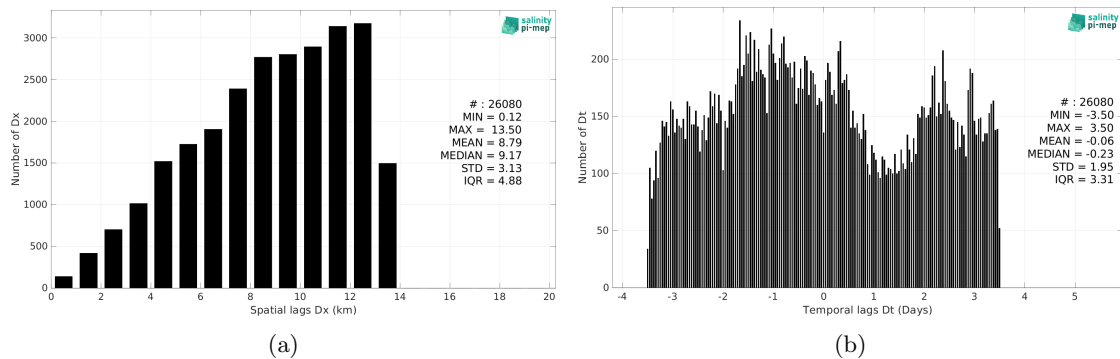 salinity
pi-mep
3000
2500
2000
1500
1000
500
0
Number of Dx
# : 26080
MIN = 0.12
MAX = 13.50
MEAN = 8.79
MEDIAN = 9.17
STD = 3.13
IQR = 4.88
0 2 4 6 8 10 12 14 16 18 20
Spatial lags Dx (km)
(a)
salinity
pi-mep
200
150
100
50
0
Number of Dt
# : 26080
MIN = -3.50
MAX = 3.50
MEAN = -0.06
MEDIAN = -0.23
STD = 1.95
IQR = 3.31
-4 -3 -2 -1 0 1 2 3 4 5
Temporal lags Dt (Days)
(b)